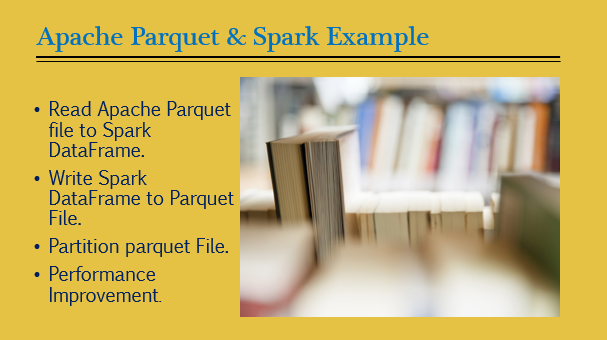 Apache Parquet & Spark Example
• Read Apache Parquet
file to Spark
DataFrame.
• Write Spark
DataFrame to Parquet
File.
• Partition parquet File.
• Performance
Improvement.